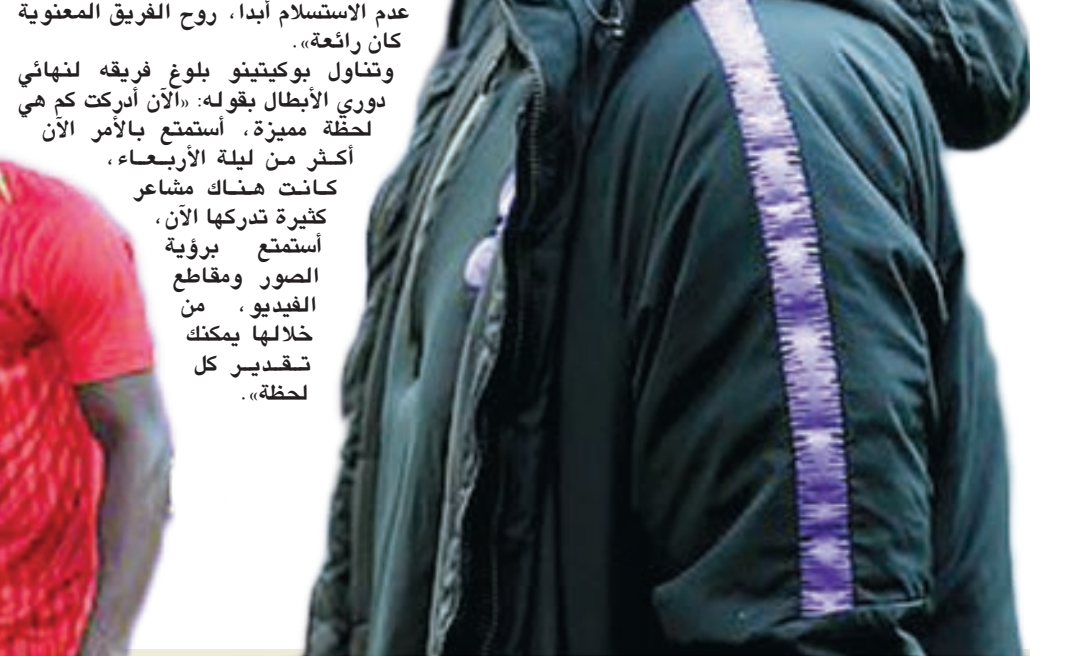 عدم الاستسلام أبدا، روح الفريق المعنوية
كان رائعة».
وتناول بوكيتينو بلوغ فريقه لنهائي
دوري الأبطال بقوله: «الآن أدركت كم هي
لحظة مميزة، أستمتع بالأمر الآن
أكثر من ليلة الأربعاء،
كانت هناك مشاعر
كثيرة تدركها الآن،
أستمتع برؤية
الصور ومقاطع
الفيديو، من
خلالها يمكنك
تقدير كل
لحظة».